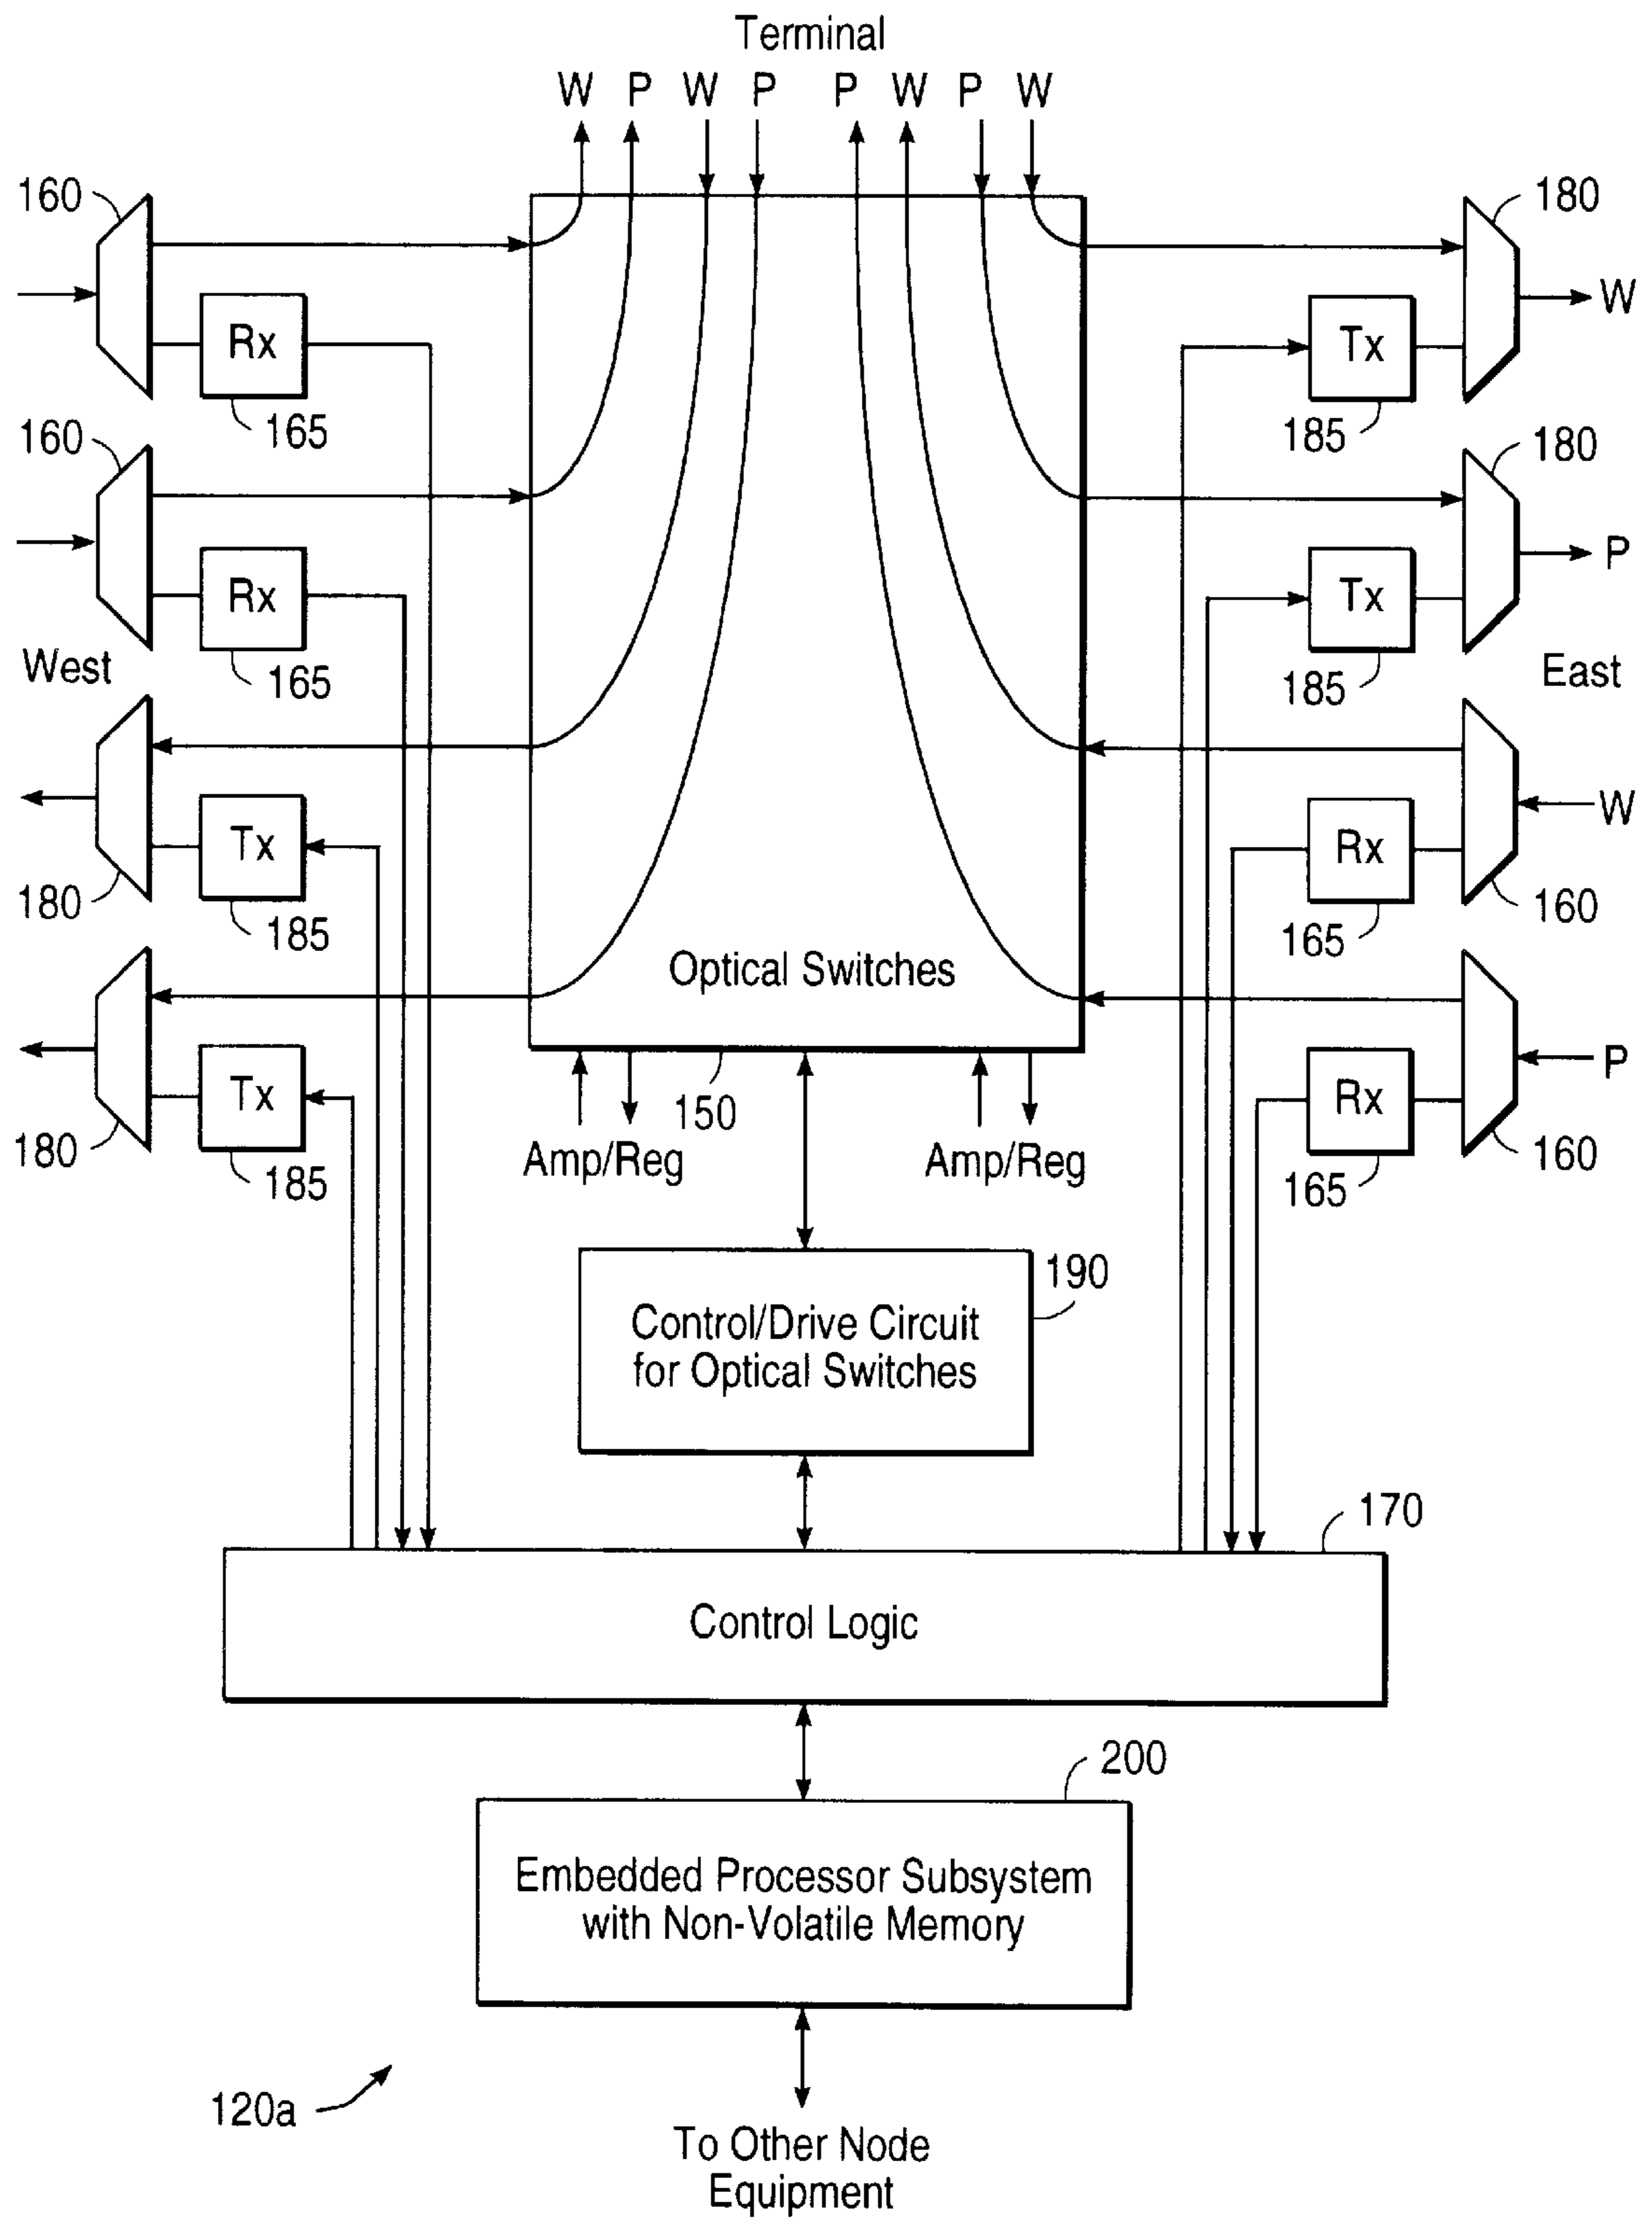 Terminal
W P W P P W P W
160
180
W
Rx
Tx
165
185
160
180
P
Rx
Tx
West
165
185
East
W
Tx
Rx
180
185
165
160
Optical Switches
P
Tx
Rx
180
185
150
165
160
Amp/Reg
Amp/Reg
190
Control/Drive Circuit
for Optical Switches
170
Control Logic
200
Embedded Processor Subsystem
with Non-Volatile Memory
120a
To Other Node
Equipment